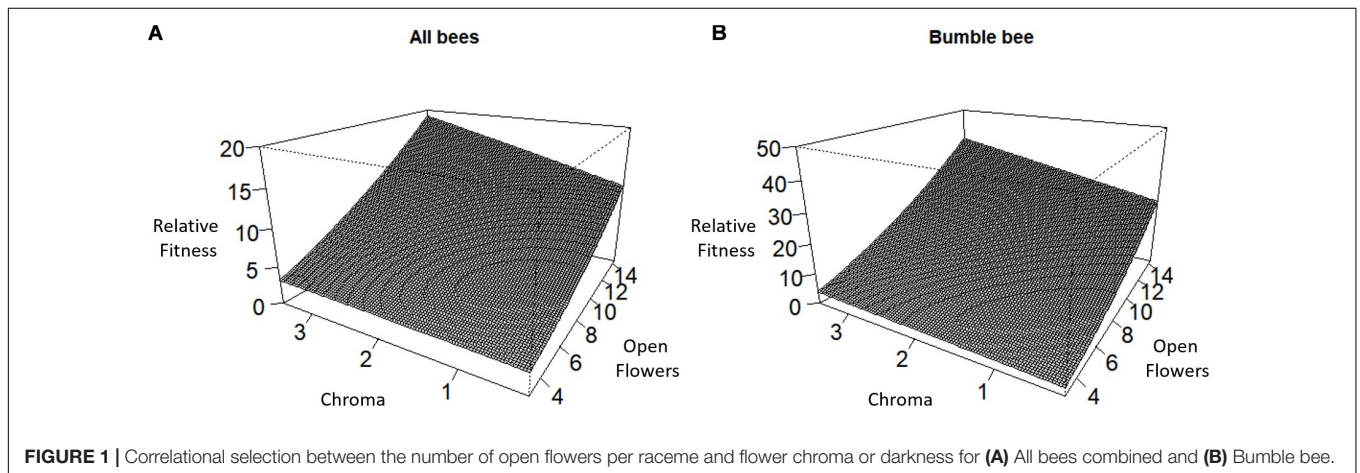 A
All bees
20
15
10
5
0
Relative
Fitness
3
2
1
Chroma
14
12
10
8
6
4
Open
Flowers
B
Bumble bee
50
40
30
20
10
0
Relative
Fitness
3
2
1
Chroma
14
12
10
8
6
4
Open
Flowers
FIGURE 1 | Correlational selection between the number of open flowers per raceme and flower chroma or darkness for (A) All bees combined and (B) Bumble bee.